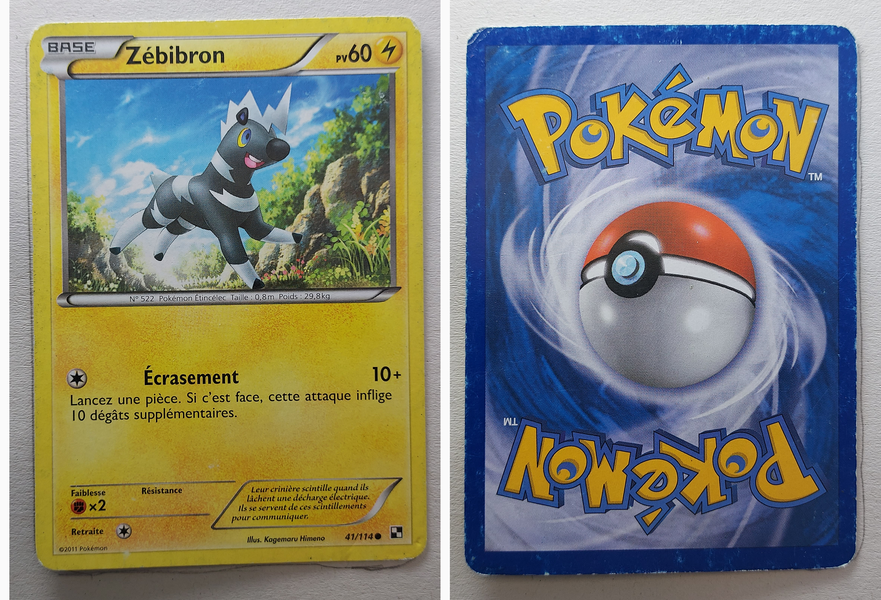 BASE
Zébibron
PV60
N° 522 Pokémon Étincélec Taille : 0,8m Poids : 29,8kg
Écrasement
10+
Lancez une pièce. Si c'est face, cette attaque inflige
10 dégâts supplémentaires.
Faiblesse
×2
Résistance
Retraite
Leur crinière scintille quand ils
lâchent une décharge électrique.
Ils se servent de ces scintillements
pour communiquer.
©2011 Pokémon
Illus. Kagemaru Himeno
41/114
POKÉMON
TM
TM
POKÉMON